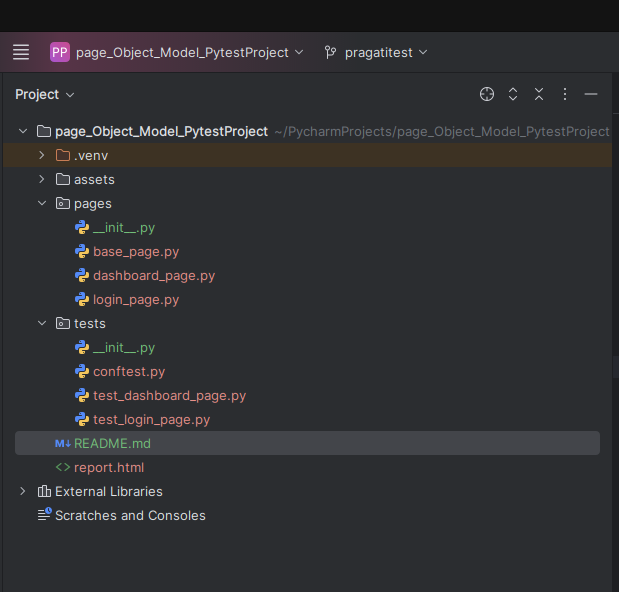 PP page_Object_Model_PytestProject pragatitest
Project
page_Object_Model_PytestProject ~/PycharmProjects/page_Object_Model_PytestProject
.venv
assets
pages
__init__.py
base_page.py
dashboard_page.py
login_page.py
tests
__init__.py
conftest.py
test_dashboard_page.py
test_login_page.py
M↓ README.md
<> report.html
External Libraries
Scratches and Consoles